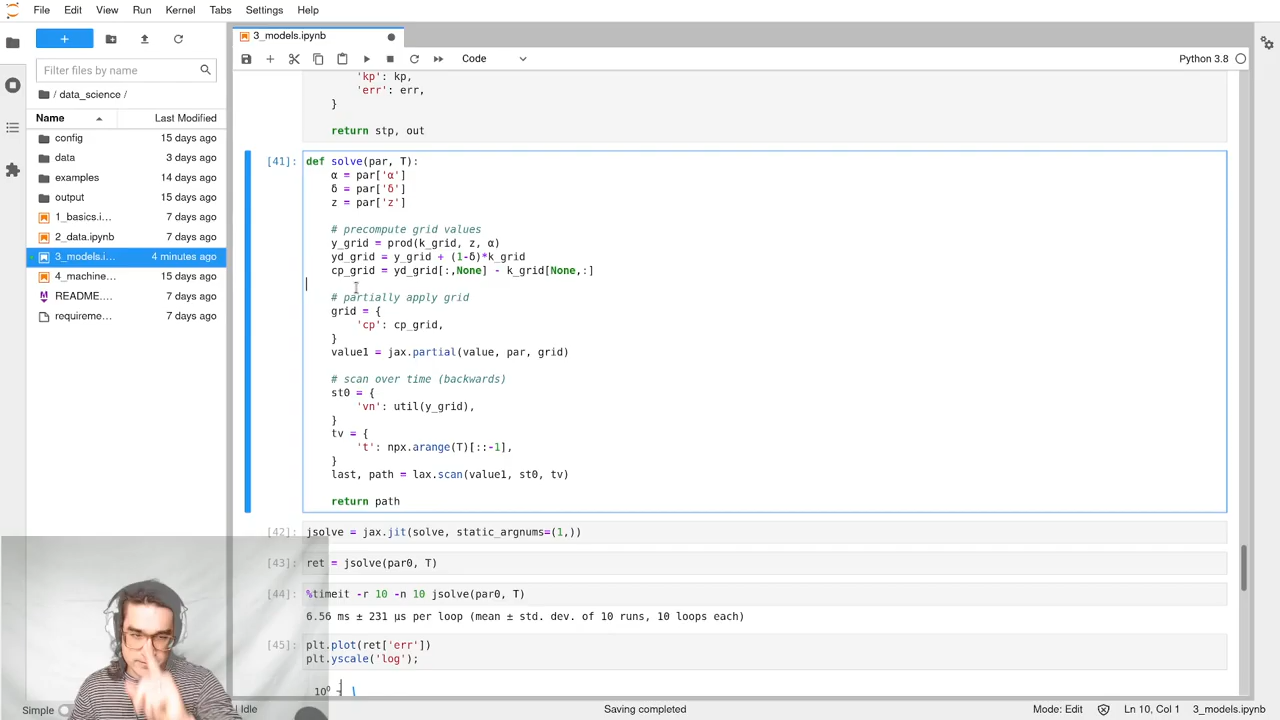 File Edit View Run Kernel Tabs Settings Help
3_models.ipynb
Code
Python 3.8
Filter files by name
/ data_science /
Name Last Modified
config 15 days ago
data 3 days ago
examples 14 days ago
output 15 days ago
1_basics.i… 7 days ago
2_data.ipynb 7 days ago
3_models.i… 4 minutes ago
4_machine… 7 days ago
README.… 7 days ago
requireme… 7 days ago
'kp': kp,
'err': err,
}
return stp, out
[41]: def solve(par, T):
α = par['α']
δ = par['δ']
z = par['z']
# precompute grid values
y_grid = prod(k_grid, z, α)
yd_grid = y_grid + (1-δ)*k_grid
cp_grid = yd_grid[:,None] - k_grid[None,:]
# partially apply grid
grid = {
'cp': cp_grid,
}
value1 = jax.partial(value, par, grid)
# scan over time (backwards)
st0 = {
'vn': util(y_grid),
}
tv = {
't': npx.arange(T)[::-1],
}
last, path = lax.scan(value1, st0, tv)
return path
[42]: jsolve = jax.jit(solve, static_argnums=(1,))
[43]: ret = jsolve(par0, T)
[44]: %timeit -r 10 -n 10 jsolve(par0, T)
6.56 ms ± 231 µs per loop (mean ± std. dev. of 10 runs, 10 loops each)
[45]: plt.plot(ret['err'])
plt.yscale('log');
10⁰
Simple Idle Saving completed Mode: Edit Ln 10, Col 1 3_models.ipynb